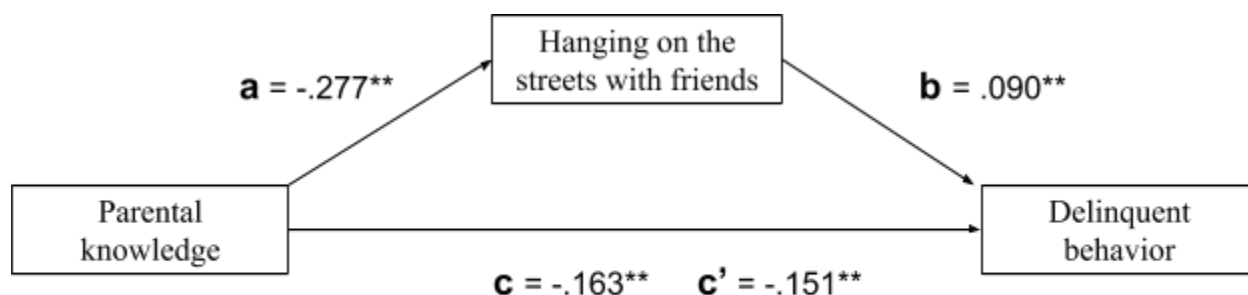 Hanging on the
streets with friends
a = -.277**
b = .090**
Parental
knowledge
Delinquent
behavior
c = -.163** c’ = -.151**